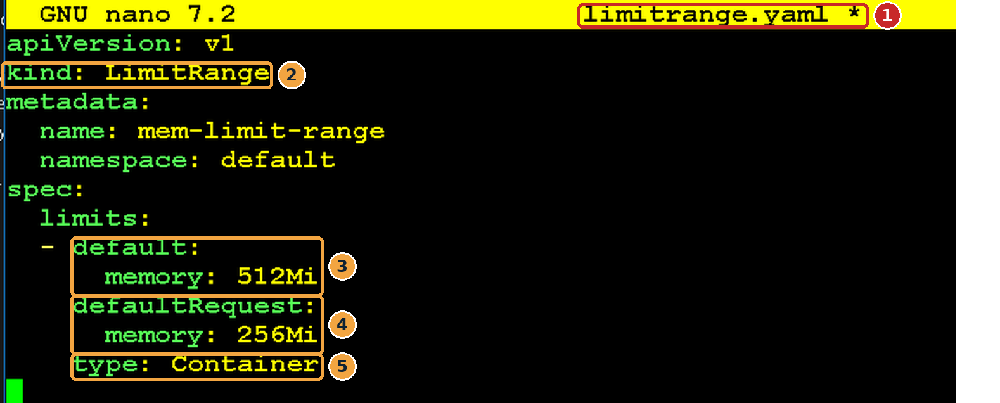 GNU nano 7.2 limitrange.yaml * 1
apiVersion: v1
kind: LimitRange 2
metadata:
  name: mem-limit-range
  namespace: default
spec:
  limits:
  - default:
      memory: 512Mi 3
    defaultRequest:
      memory: 256Mi 4
    type: Container 5